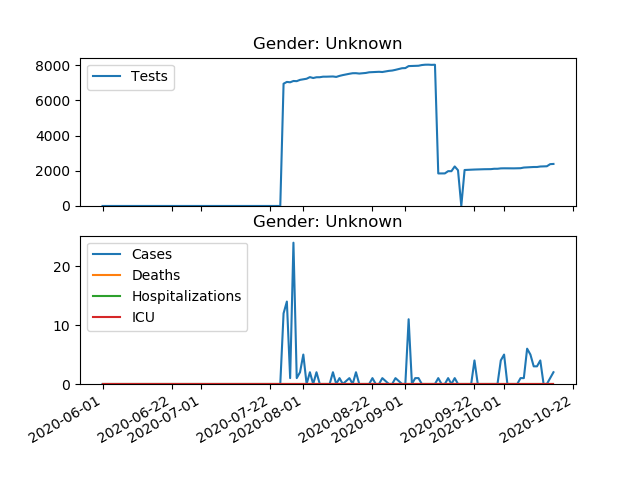 Gender: Unknown
8000
6000
4000
2000
0
Tests
Gender: Unknown
20
10
0
Cases
Deaths
Hospitalizations
ICU
2020-06-01
2020-06-22
2020-07-01
2020-07-22
2020-08-01
2020-08-22
2020-09-01
2020-09-22
2020-10-01
2020-10-22